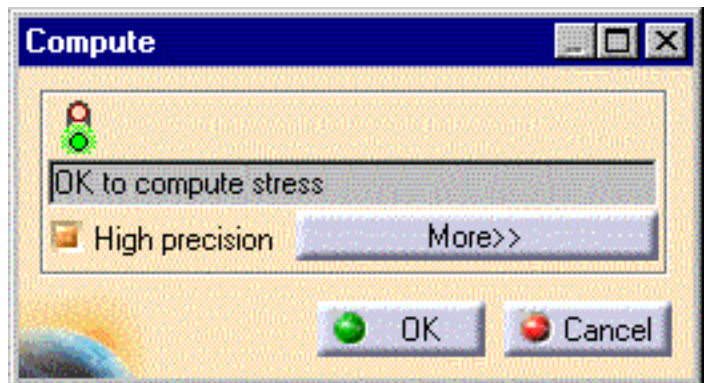 Compute
OK to compute stress
High precision More>>
OK Cancel